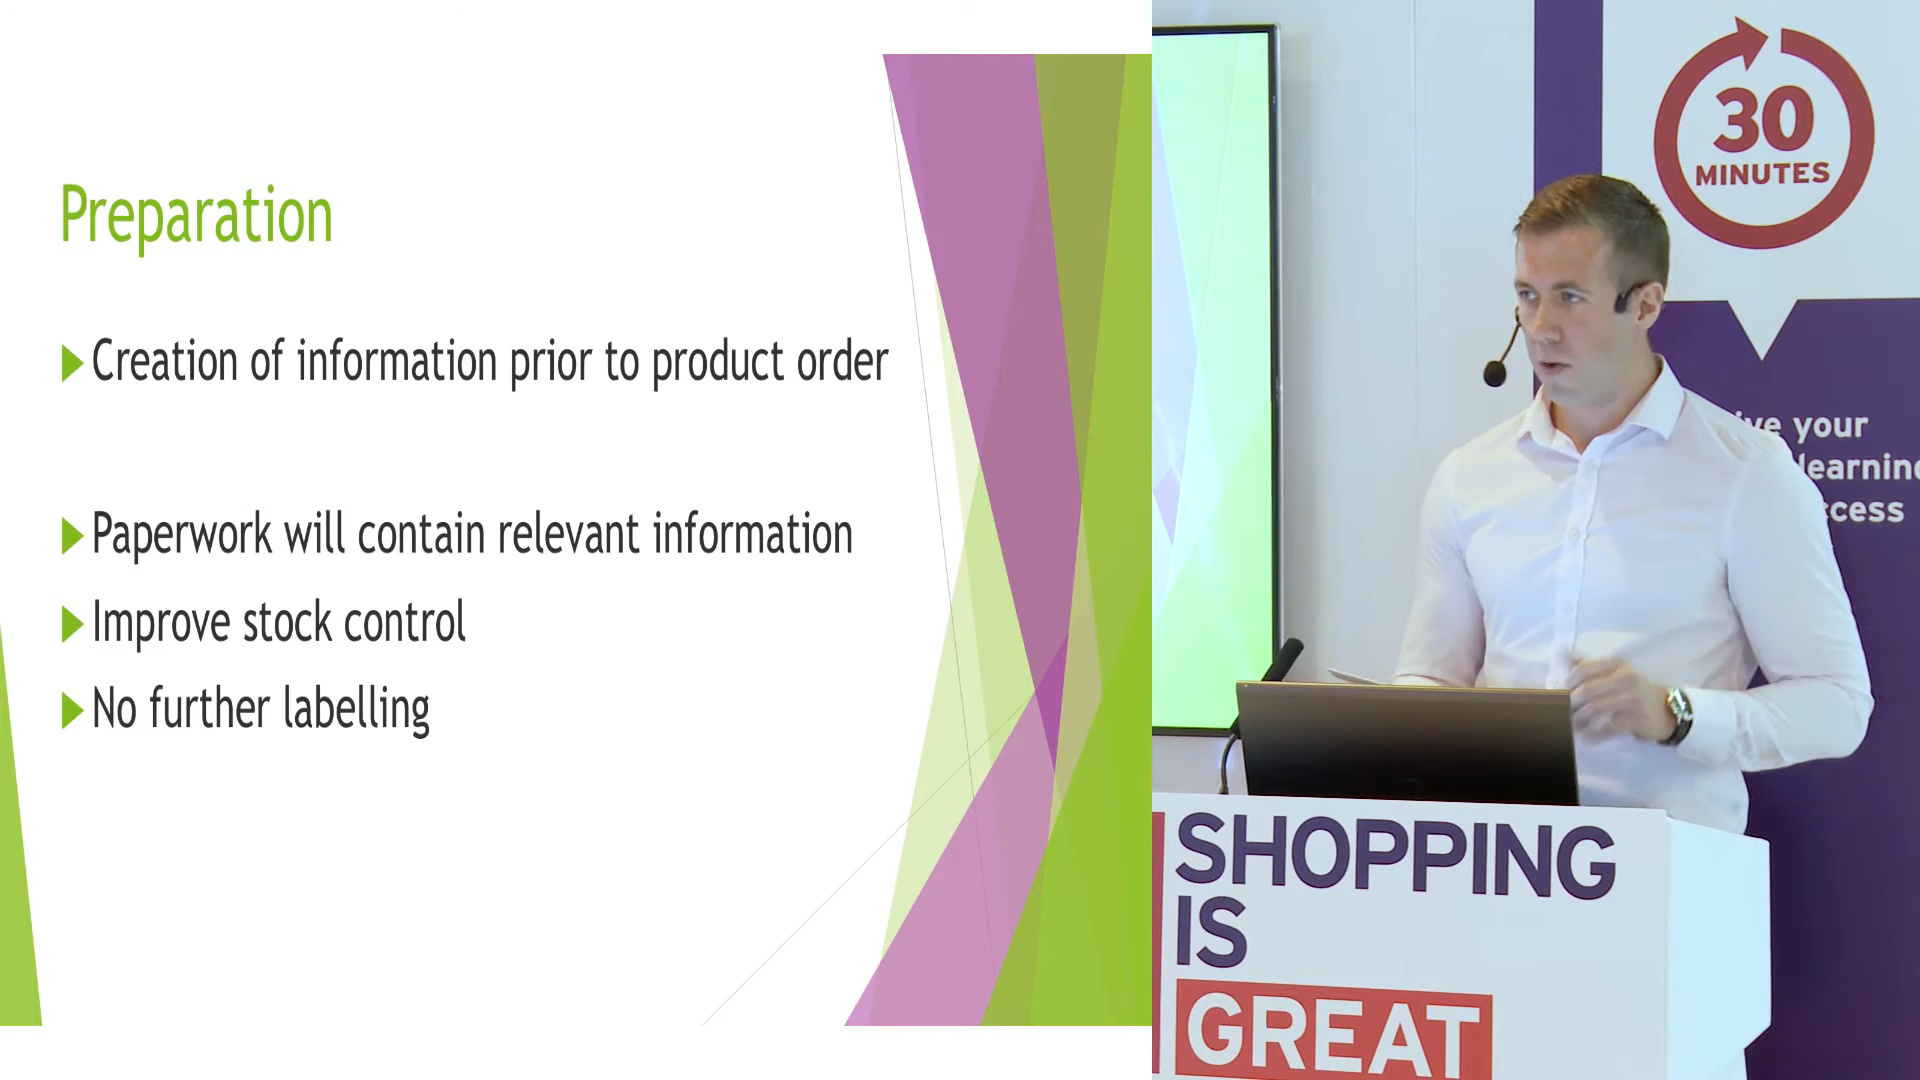 Preparation
Creation of information prior to product order
Paperwork will contain relevant information
Improve stock control
No further labelling
30
MINUTES
your
SHOPPING
IS
GREAT